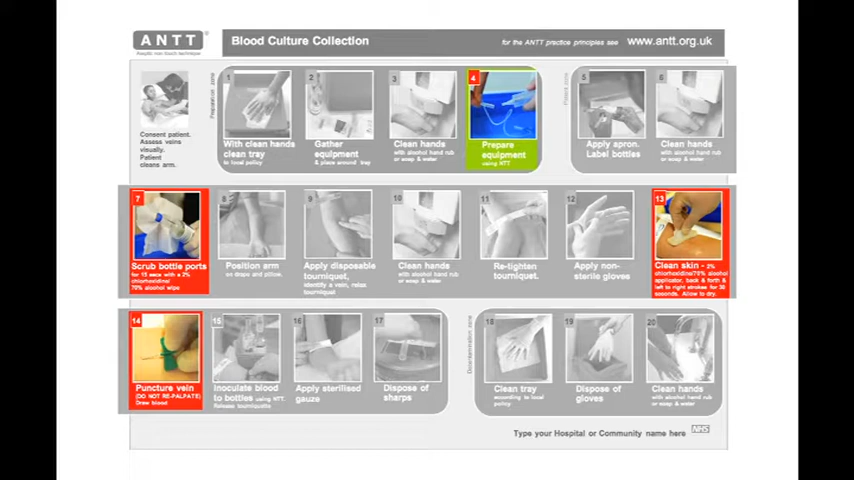 ANTT
Aseptic non touch technique
Blood Culture Collection
for the ANTT practice principles see www.antt.org.uk
Consent patient.
Assess veins
visually.
Patient
cleans arm.
Preparation zone
1
With clean hands
clean tray
to local policy
2
Gather
equipment
& place around tray
3
Clean hands
with alcohol hand rub
or soap & water
4
Prepare
equipment
using NTT
Patient zone
5
Apply apron.
Label bottles
6
Clean hands
with alcohol hand rub
or soap & water
7
Scrub bottle ports
for 15 secs with a 2%
chlorhexidine/
70% alcohol wipe
8
Position arm
on drape and pillow.
9
Apply disposable
tourniquet,
identify a vein, relax
tourniquet
10
Clean hands
with alcohol hand rub
or soap & water
11
Re-tighten
tourniquet.
12
Apply non-
sterile gloves
13
Clean skin - 2%
chlorhexidine/70% alcohol
applicator, back & forth &
left to right strokes for 30
seconds. Allow to dry.
14
Puncture vein
(DO NOT RE-PALPATE)
Draw blood
15
Inoculate blood
to bottles using NTT.
Release tourniquets
16
Apply sterilised
gauze
17
Dispose of
sharps
Decontamination zone
18
Clean tray
according to local
policy
19
Dispose of
gloves
20
Clean hands
with alcohol hand rub
or soap & water
Type your Hospital or Community name here NHS